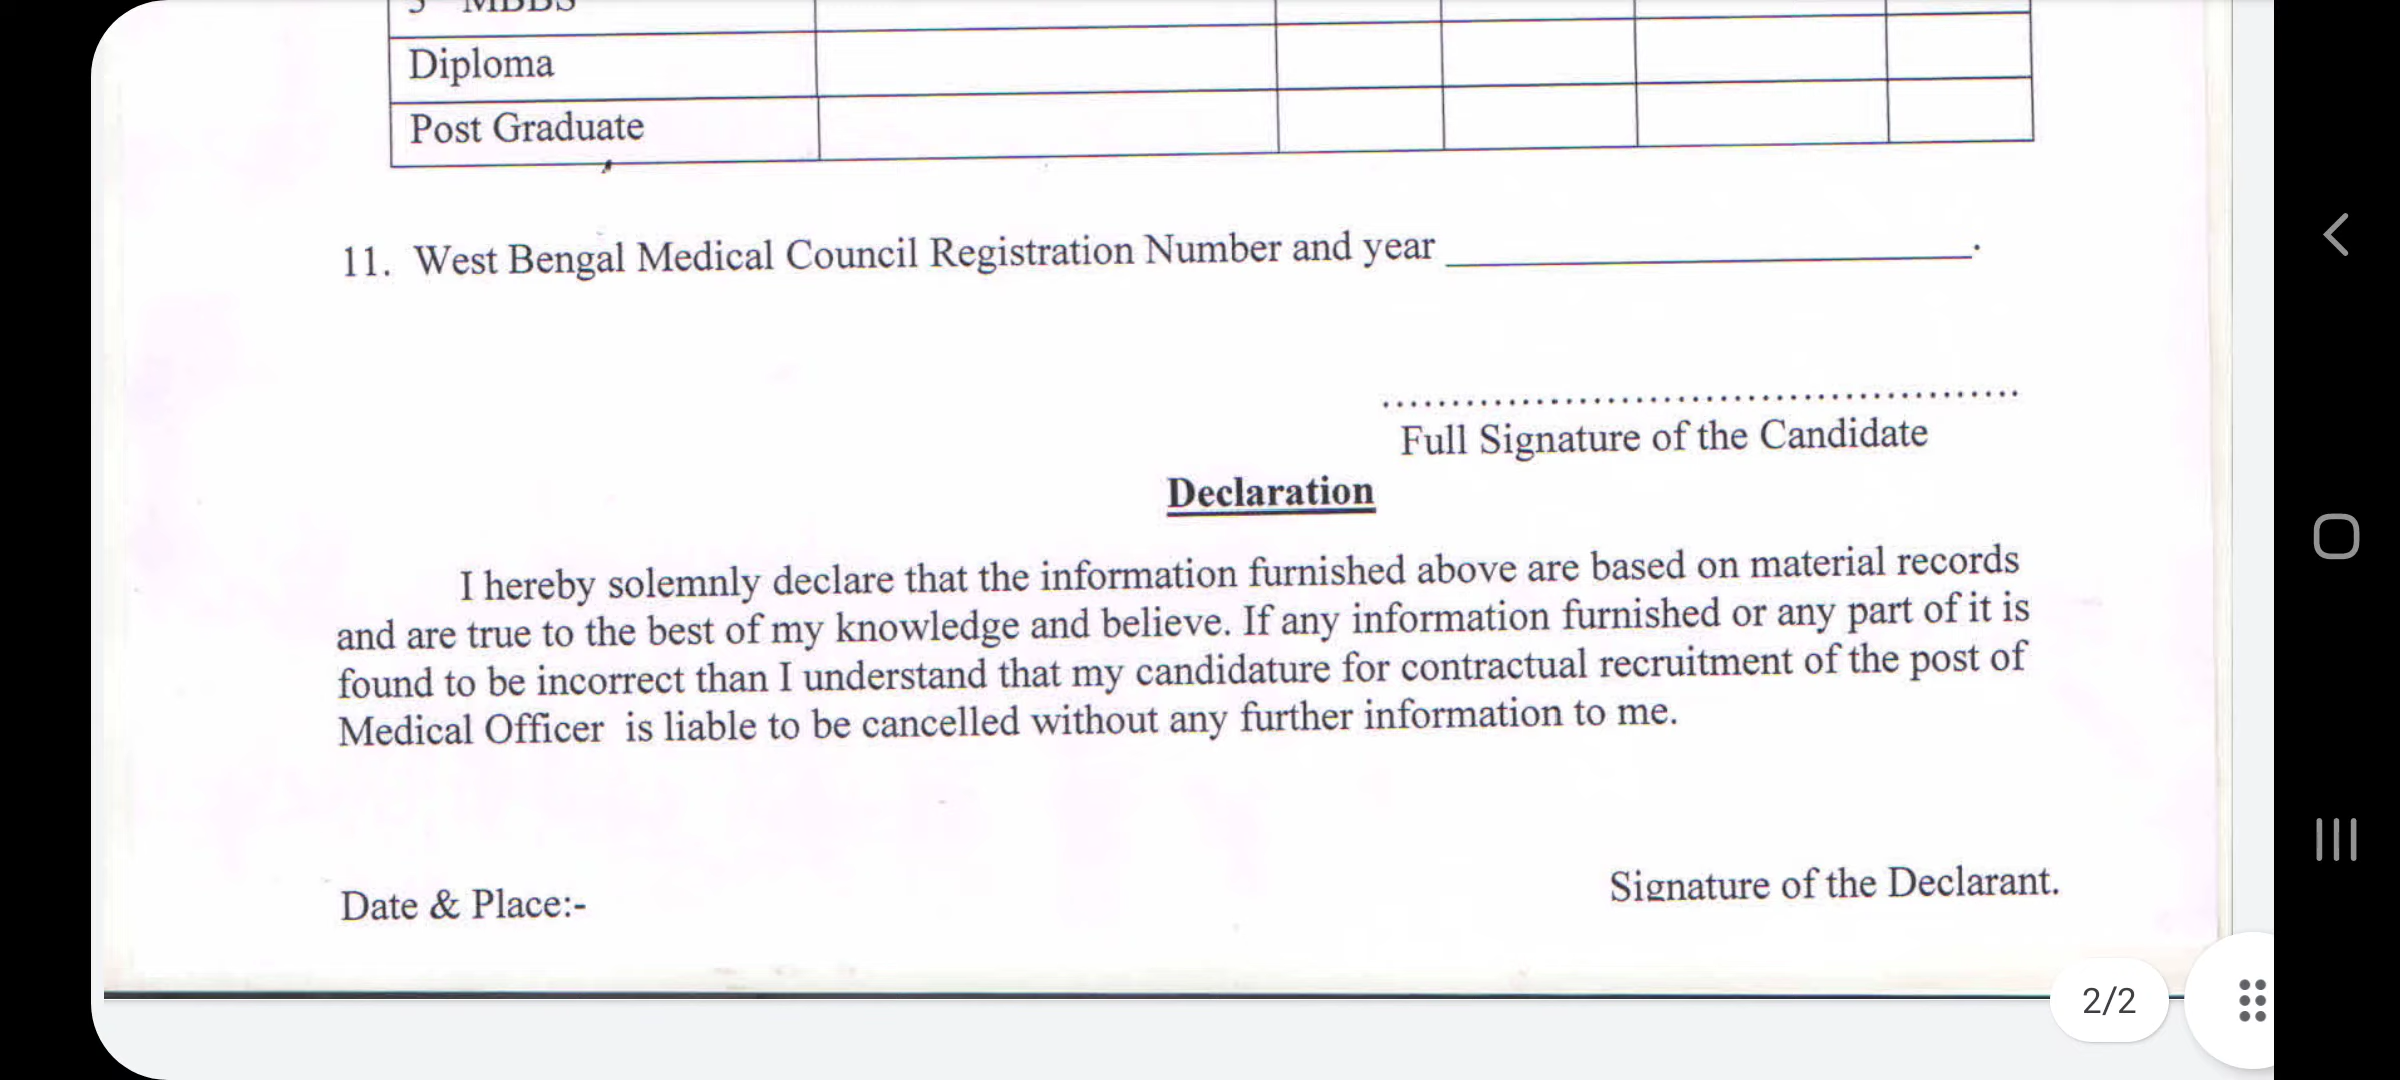 MBBS
Diploma
Post Graduate
11. West Bengal Medical Council Registration Number and year ____________________.
................................................
Full Signature of the Candidate
Declaration
I hereby solemnly declare that the information furnished above are based on material records
and are true to the best of my knowledge and believe. If any information furnished or any part of it is
found to be incorrect than I understand that my candidature for contractual recruitment of the post of
Medical Officer is liable to be cancelled without any further information to me.
Date & Place:-
Signature of the Declarant.
2/2